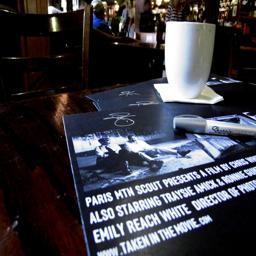 PARIS MTN SCOUT PRESENTS A FILM BY CHRIS
ALSO STARRING TRAYSIE AMICK & BONNIE
EMILY REACH WHITE DIRECTOR OF PHOT
WWW.TAKENINTHEMOVIE.COM